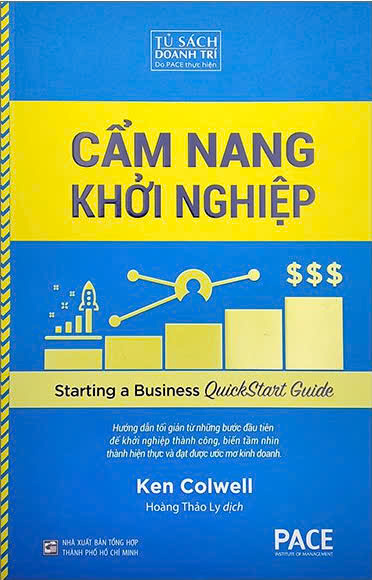 TỦ SÁCH
DOANH TRÍ
Do PACE thực hiện
CẨM NANG
KHỞI NGHIỆP
$$$
Starting a Business QuickStart Guide
Hướng dẫn tối giản từ những bước đầu tiên
để khởi nghiệp thành công, biến tầm nhìn
thành hiện thực và đạt được ước mơ kinh doanh.
Ken Colwell
Hoàng Thảo Ly dịch
NHÀ XUẤT BẢN TỔNG HỢP
THÀNH PHỐ HỒ CHÍ MINH
PACE
INSTITUTE OF MANAGEMENT